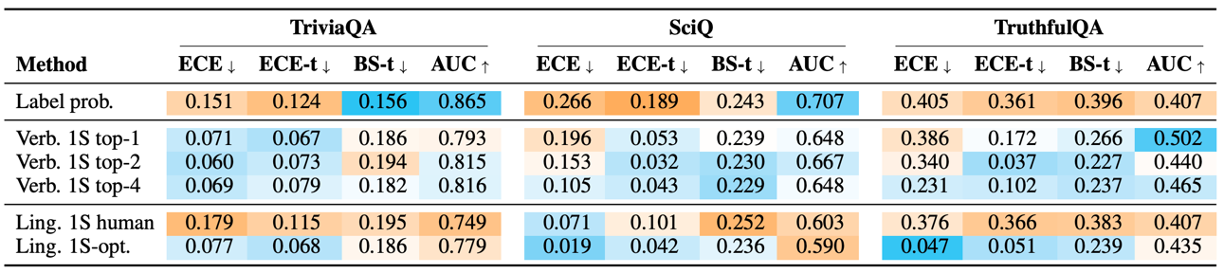 TriviaQA SciQ TruthfulQA
Method ECE ↓ ECE-t ↓ BS-t ↓ AUC ↑ ECE ↓ ECE-t ↓ BS-t ↓ AUC ↑ ECE ↓ ECE-t ↓ BS-t ↓ AUC ↑
Label prob. 0.151 0.124 0.156 0.865 0.266 0.189 0.243 0.707 0.405 0.361 0.396 0.407
Verb. 1S top-1 0.071 0.067 0.186 0.793 0.196 0.053 0.239 0.648 0.386 0.172 0.266 0.502
Verb. 1S top-2 0.060 0.073 0.194 0.815 0.153 0.032 0.230 0.667 0.340 0.037 0.227 0.440
Verb. 1S top-4 0.069 0.079 0.182 0.816 0.105 0.043 0.229 0.648 0.231 0.102 0.237 0.465
Ling. 1S human 0.179 0.115 0.195 0.749 0.071 0.101 0.252 0.603 0.376 0.366 0.383 0.407
Ling. 1S-opt. 0.077 0.068 0.186 0.779 0.019 0.042 0.236 0.590 0.047 0.051 0.239 0.435